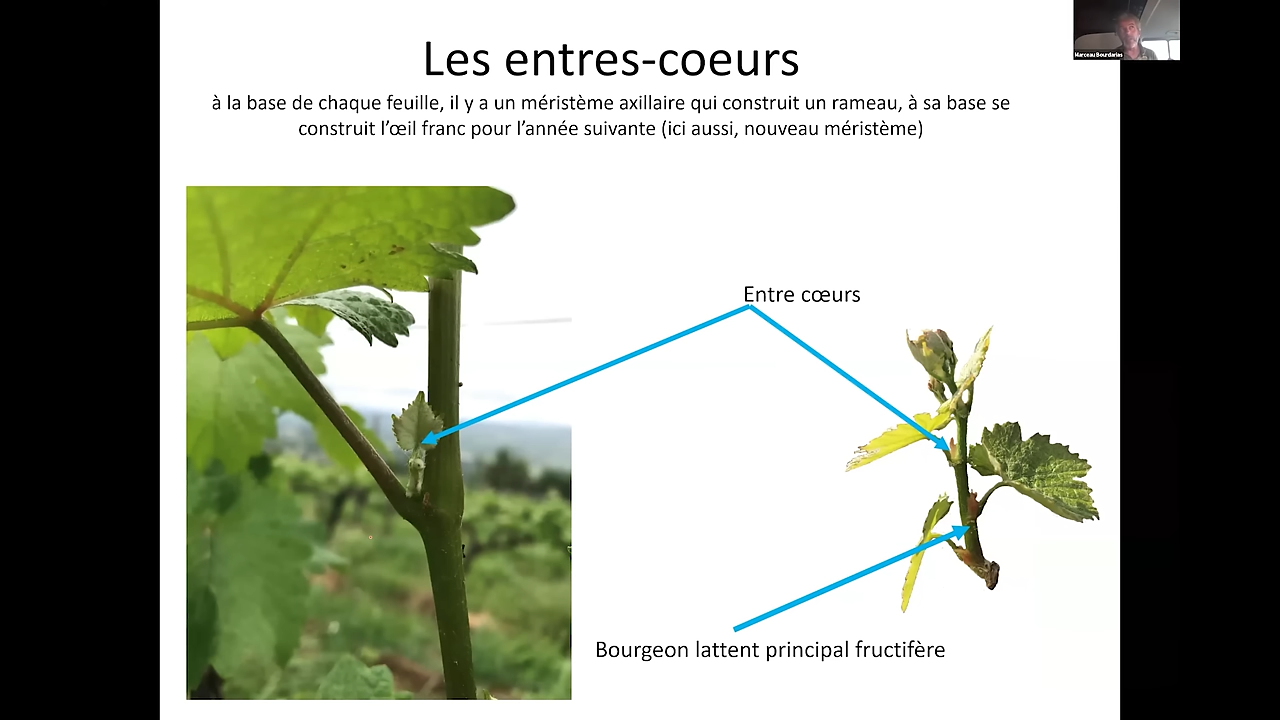 Marceau Bourdarias
Les entres-coeurs
à la base de chaque feuille, il y a un méristème axillaire qui construit un rameau, à sa base se
construit l’œil franc pour l’année suivante (ici aussi, nouveau méristème)
Entre cœurs
Bourgeon lattent principal fructifère